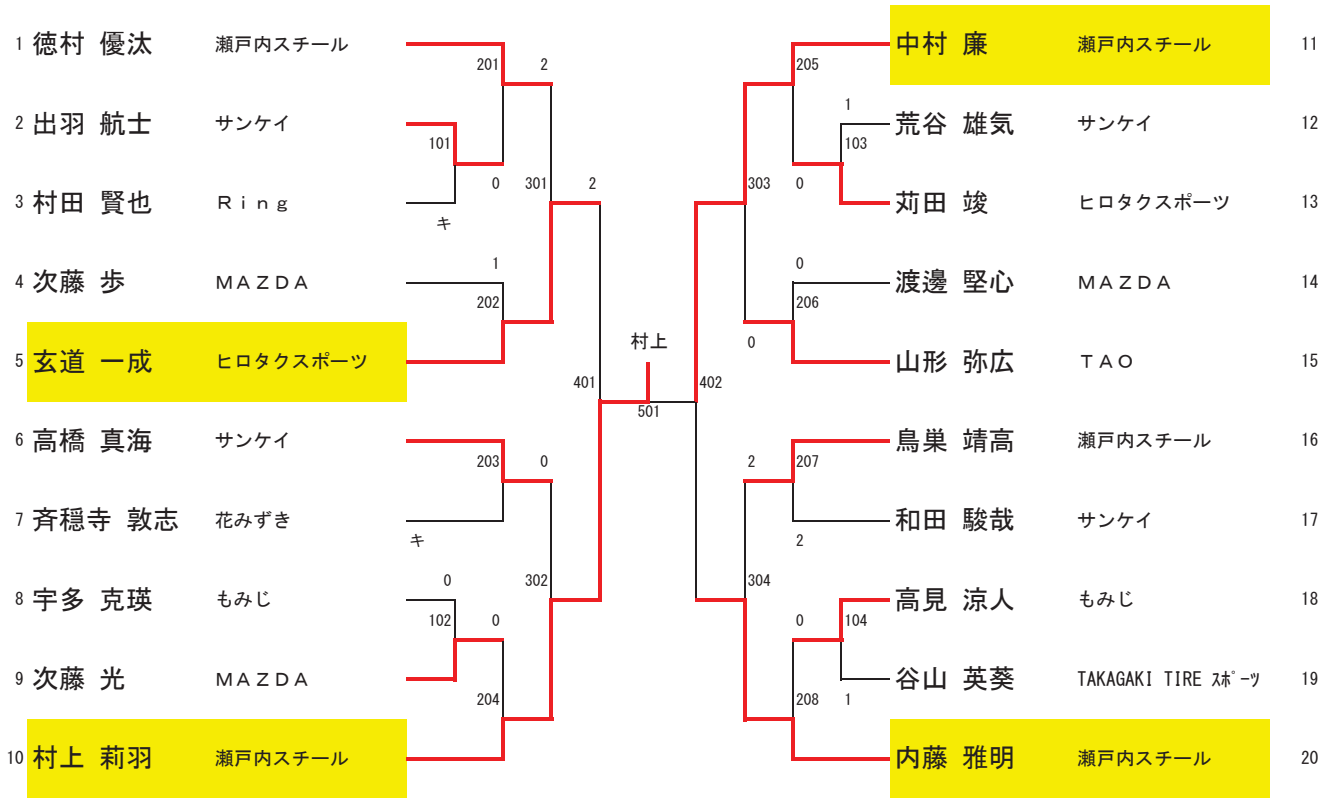 1 徳村 優汰 瀬戸内スチール
201 2
2 出羽 航士 サンケイ
101
0 301 2
3 村田 賢也 Ｒｉｎｇ
キ
1
4 次藤 歩 ＭＡＺＤＡ
202
5 玄道 一成 ヒロタクスポーツ
401
6 高橋 真海 サンケイ
203 0
7 斉穏寺 敦志 花みずき
キ
0 302
8 宇多 克瑛 もみじ
102 0
9 次藤 光 ＭＡＺＤＡ
204
10 村上 莉羽 瀬戸内スチール
村上
501
中村 廉 瀬戸内スチール 11
205
1
荒谷 雄気 サンケイ 12
103
303 0
苅田 竣 ヒロタクスポーツ 13
0
渡邊 堅心 ＭＡＺＤＡ 14
206
0
山形 弥広 ＴＡＯ 15
402
鳥巣 靖高 瀬戸内スチール 16
2 207
和田 駿哉 サンケイ 17
2
304
高見 涼人 もみじ 18
0 104
谷山 英葵 TAKAGAKI TIRE ｽﾎﾟｰﾂ 19
208 1
内藤 雅明 瀬戸内スチール 20